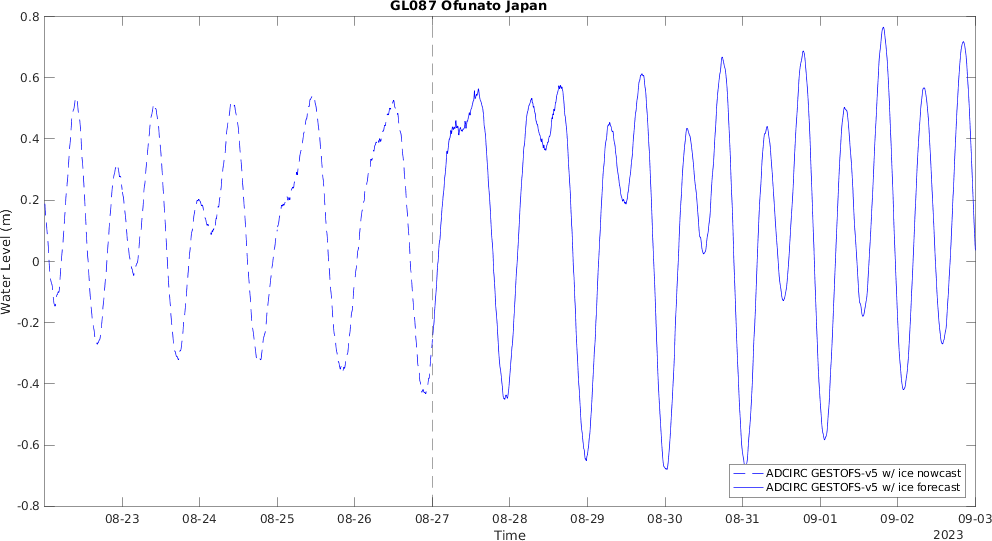 GL087 Ofunato Japan
0.8
0.6
0.4
0.2
0
-0.2
-0.4
-0.6
-0.8
Water Level (m)
ADCIRC GESTOFS-v5 w/ ice nowcast
ADCIRC GESTOFS-v5 w/ ice forecast
08-23 08-24 08-25 08-26 08-27 08-28 08-29 08-30 08-31 09-01 09-02 09-03
Time
2023